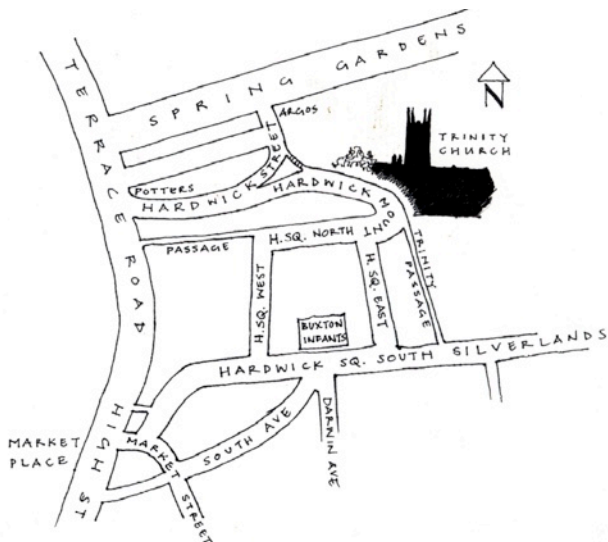 SPRING GARDENS
TERRACE ROAD
ARGOS
N
TRINITY
CHURCH
POTTERS
HARDWICK STREET
HARDWICK MOUNT
H. SQ. NORTH
PASSAGE
TRINITY PASSAGE
H. SQ. WEST
H. SQ. EAST
BUXTON
INFANTS
HARDWICK SQ. SOUTH
SILVERLANDS
HIGH ST
MARKET
PLACE
MARKET STREET
SOUTH AVE
DARNIN AVE